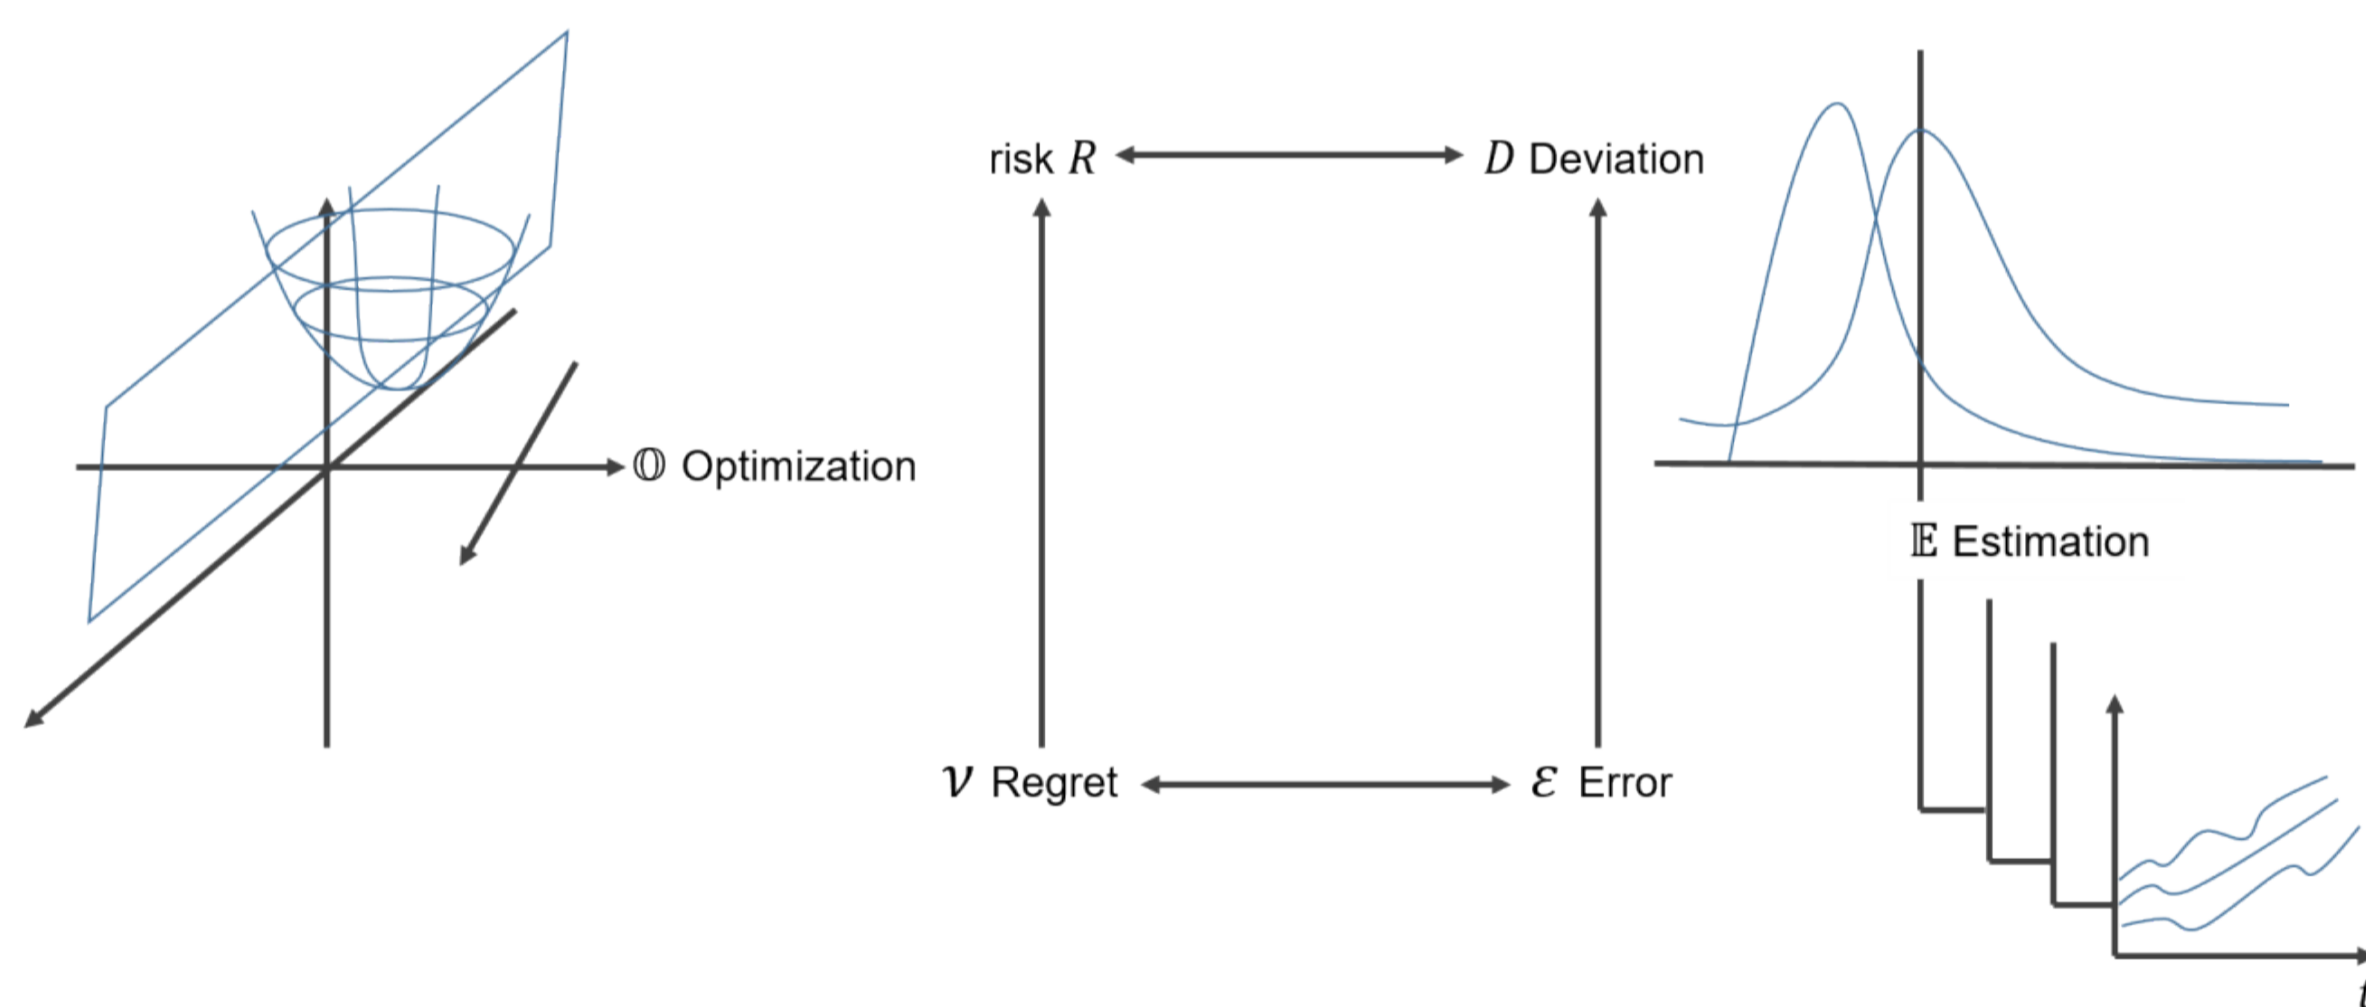 risk R
D Deviation
𝕆 Optimization
𝔼 Estimation
𝒱 Regret
ℰ Error
t